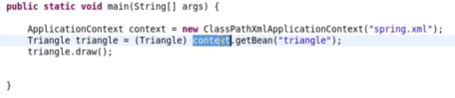 public static void main(String[] args) {
ApplicationContext context = new ClassPathXmlApplicationContext("spring.xml");
Triangle triangle = (Triangle) context.getBean("triangle");
triangle.draw();
}